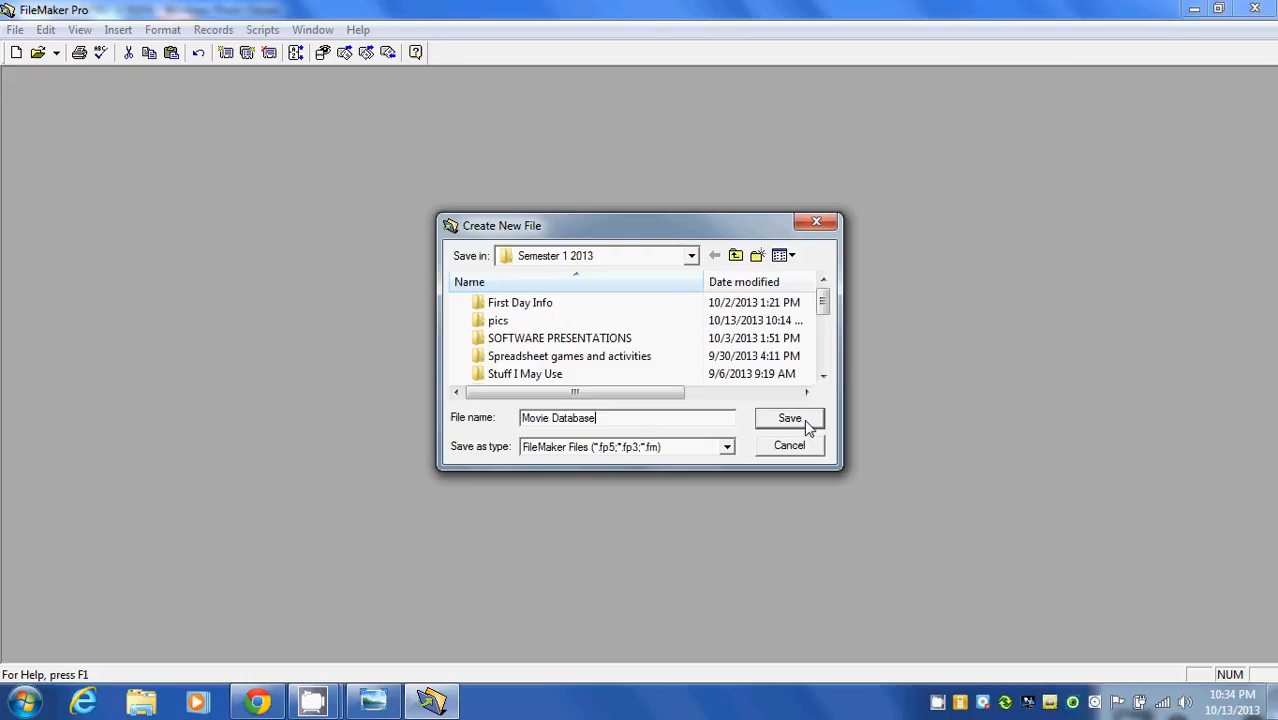 FileMaker Pro
File Edit View Insert Format Records Scripts Window Help
Create New File
Save in: Semester 1 2013
Name Date modified
First Day Info 10/2/2013 1:21 PM
pics 10/13/2013 10:14 ...
SOFTWARE PRESENTATIONS 10/3/2013 1:51 PM
Spreadsheet games and activities 9/30/2013 4:11 PM
Stuff I May Use 9/6/2013 9:19 AM
File name: Movie Database Save
Save as type: FileMaker Files (*.fp5;*.fp3;*.fm) Cancel
For Help, press F1 NUM
10:34 PM
10/13/2013